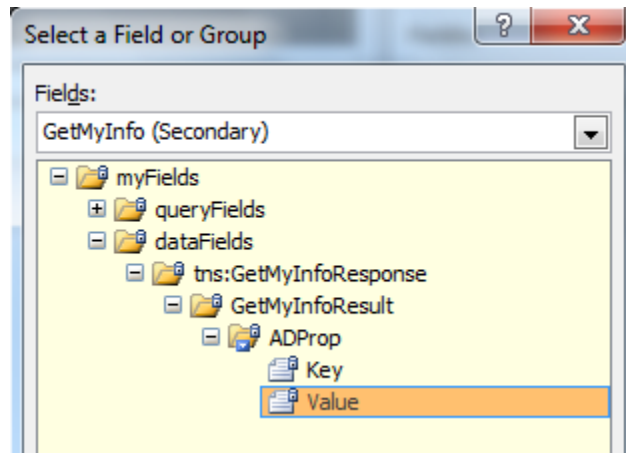 Select a Field or Group
Fields:
GetMyInfo (Secondary)
myFields
queryFields
dataFields
tns:GetMyInfoResponse
GetMyInfoResult
ADProp
Key
Value